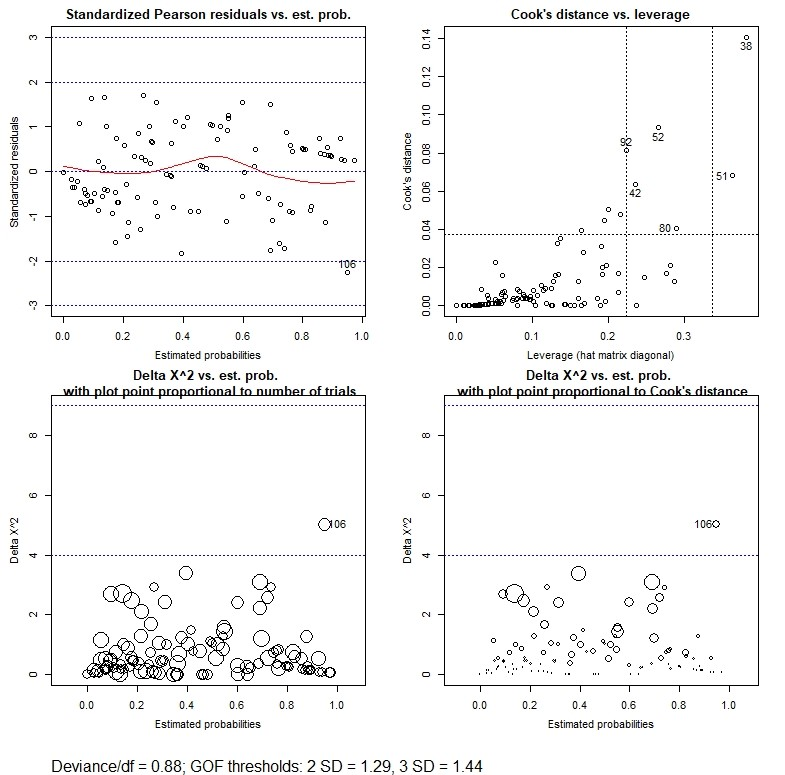 Standardized Pearson residuals vs. est. prob.
Standardized residuals
3
2
1
0
-1
-2
-3
106
0.0 0.2 0.4 0.6 0.8 1.0
Estimated probabilities
Cook's distance vs. leverage
Cook's distance
0.14
0.10
0.08
0.06
0.04
0.02
0.00
38
52
92
51
42
80
0.0 0.1 0.2 0.3
Leverage (hat matrix diagonal)
Delta X^2 vs. est. prob.
with plot point proportional to number of trials
Delta X^2
8
6
4
2
0
106
0.0 0.2 0.4 0.6 0.8 1.0
Estimated probabilities
Delta X^2 vs. est. prob.
with plot point proportional to Cook's distance
Delta X^2
8
6
4
2
0
106
0.0 0.2 0.4 0.6 0.8 1.0
Estimated probabilities
Deviance/df = 0.88; GOF thresholds: 2 SD = 1.29, 3 SD = 1.44